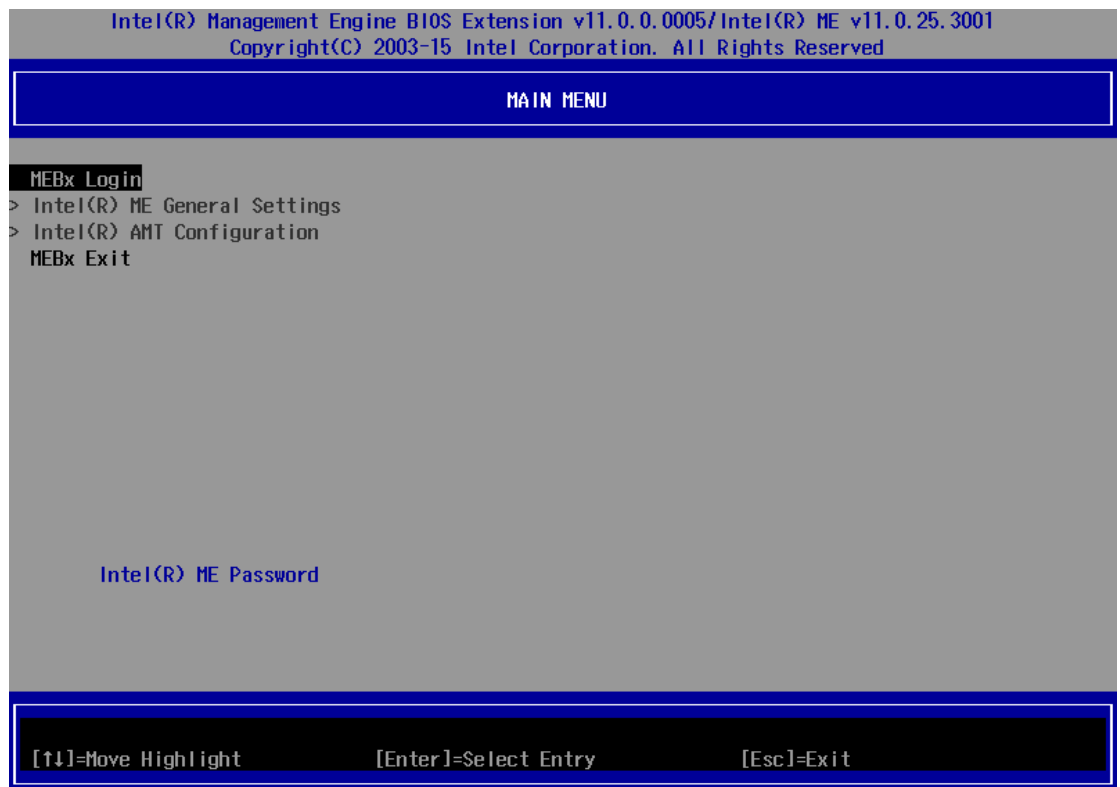 Intel(R) Management Engine BIOS Extension v11.0.0.0005/Intel(R) ME v11.0.25.3001
Copyright(C) 2003-15 Intel Corporation. All Rights Reserved
MAIN MENU
MEBx Login
> Intel(R) ME General Settings
> Intel(R) AMT Configuration
MEBx Exit
Intel(R) ME Password
[↑↓]=Move Highlight [Enter]=Select Entry [Esc]=Exit